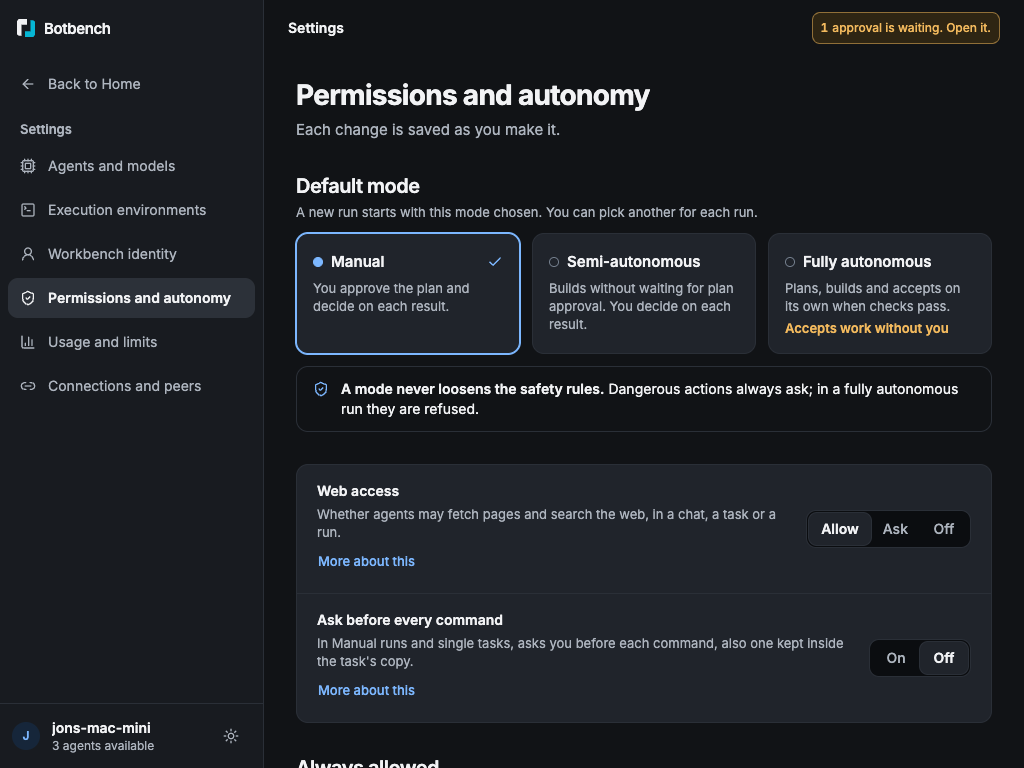 Botbench
Settings
1 approval is waiting. Open it.
Back to Home
Settings
Agents and models
Execution environments
Workbench identity
Permissions and autonomy
Usage and limits
Connections and peers
J
jons-mac-mini
3 agents available
Permissions and autonomy
Each change is saved as you make it.
Default mode
A new run starts with this mode chosen. You can pick another for each run.
Manual
You approve the plan and
decide on each result.
Semi-autonomous
Builds without waiting for plan
approval. You decide on each
result.
Fully autonomous
Plans, builds and accepts on
its own when checks pass.
Accepts work without you
A mode never loosens the safety rules. Dangerous actions always ask; in a fully autonomous
run they are refused.
Web access
Whether agents may fetch pages and search the web, in a chat, a task or a
run.
More about this
Allow Ask Off
Ask before every command
In Manual runs and single tasks, asks you before each command, also one kept inside
the task's copy.
More about this
On Off
Always allowed